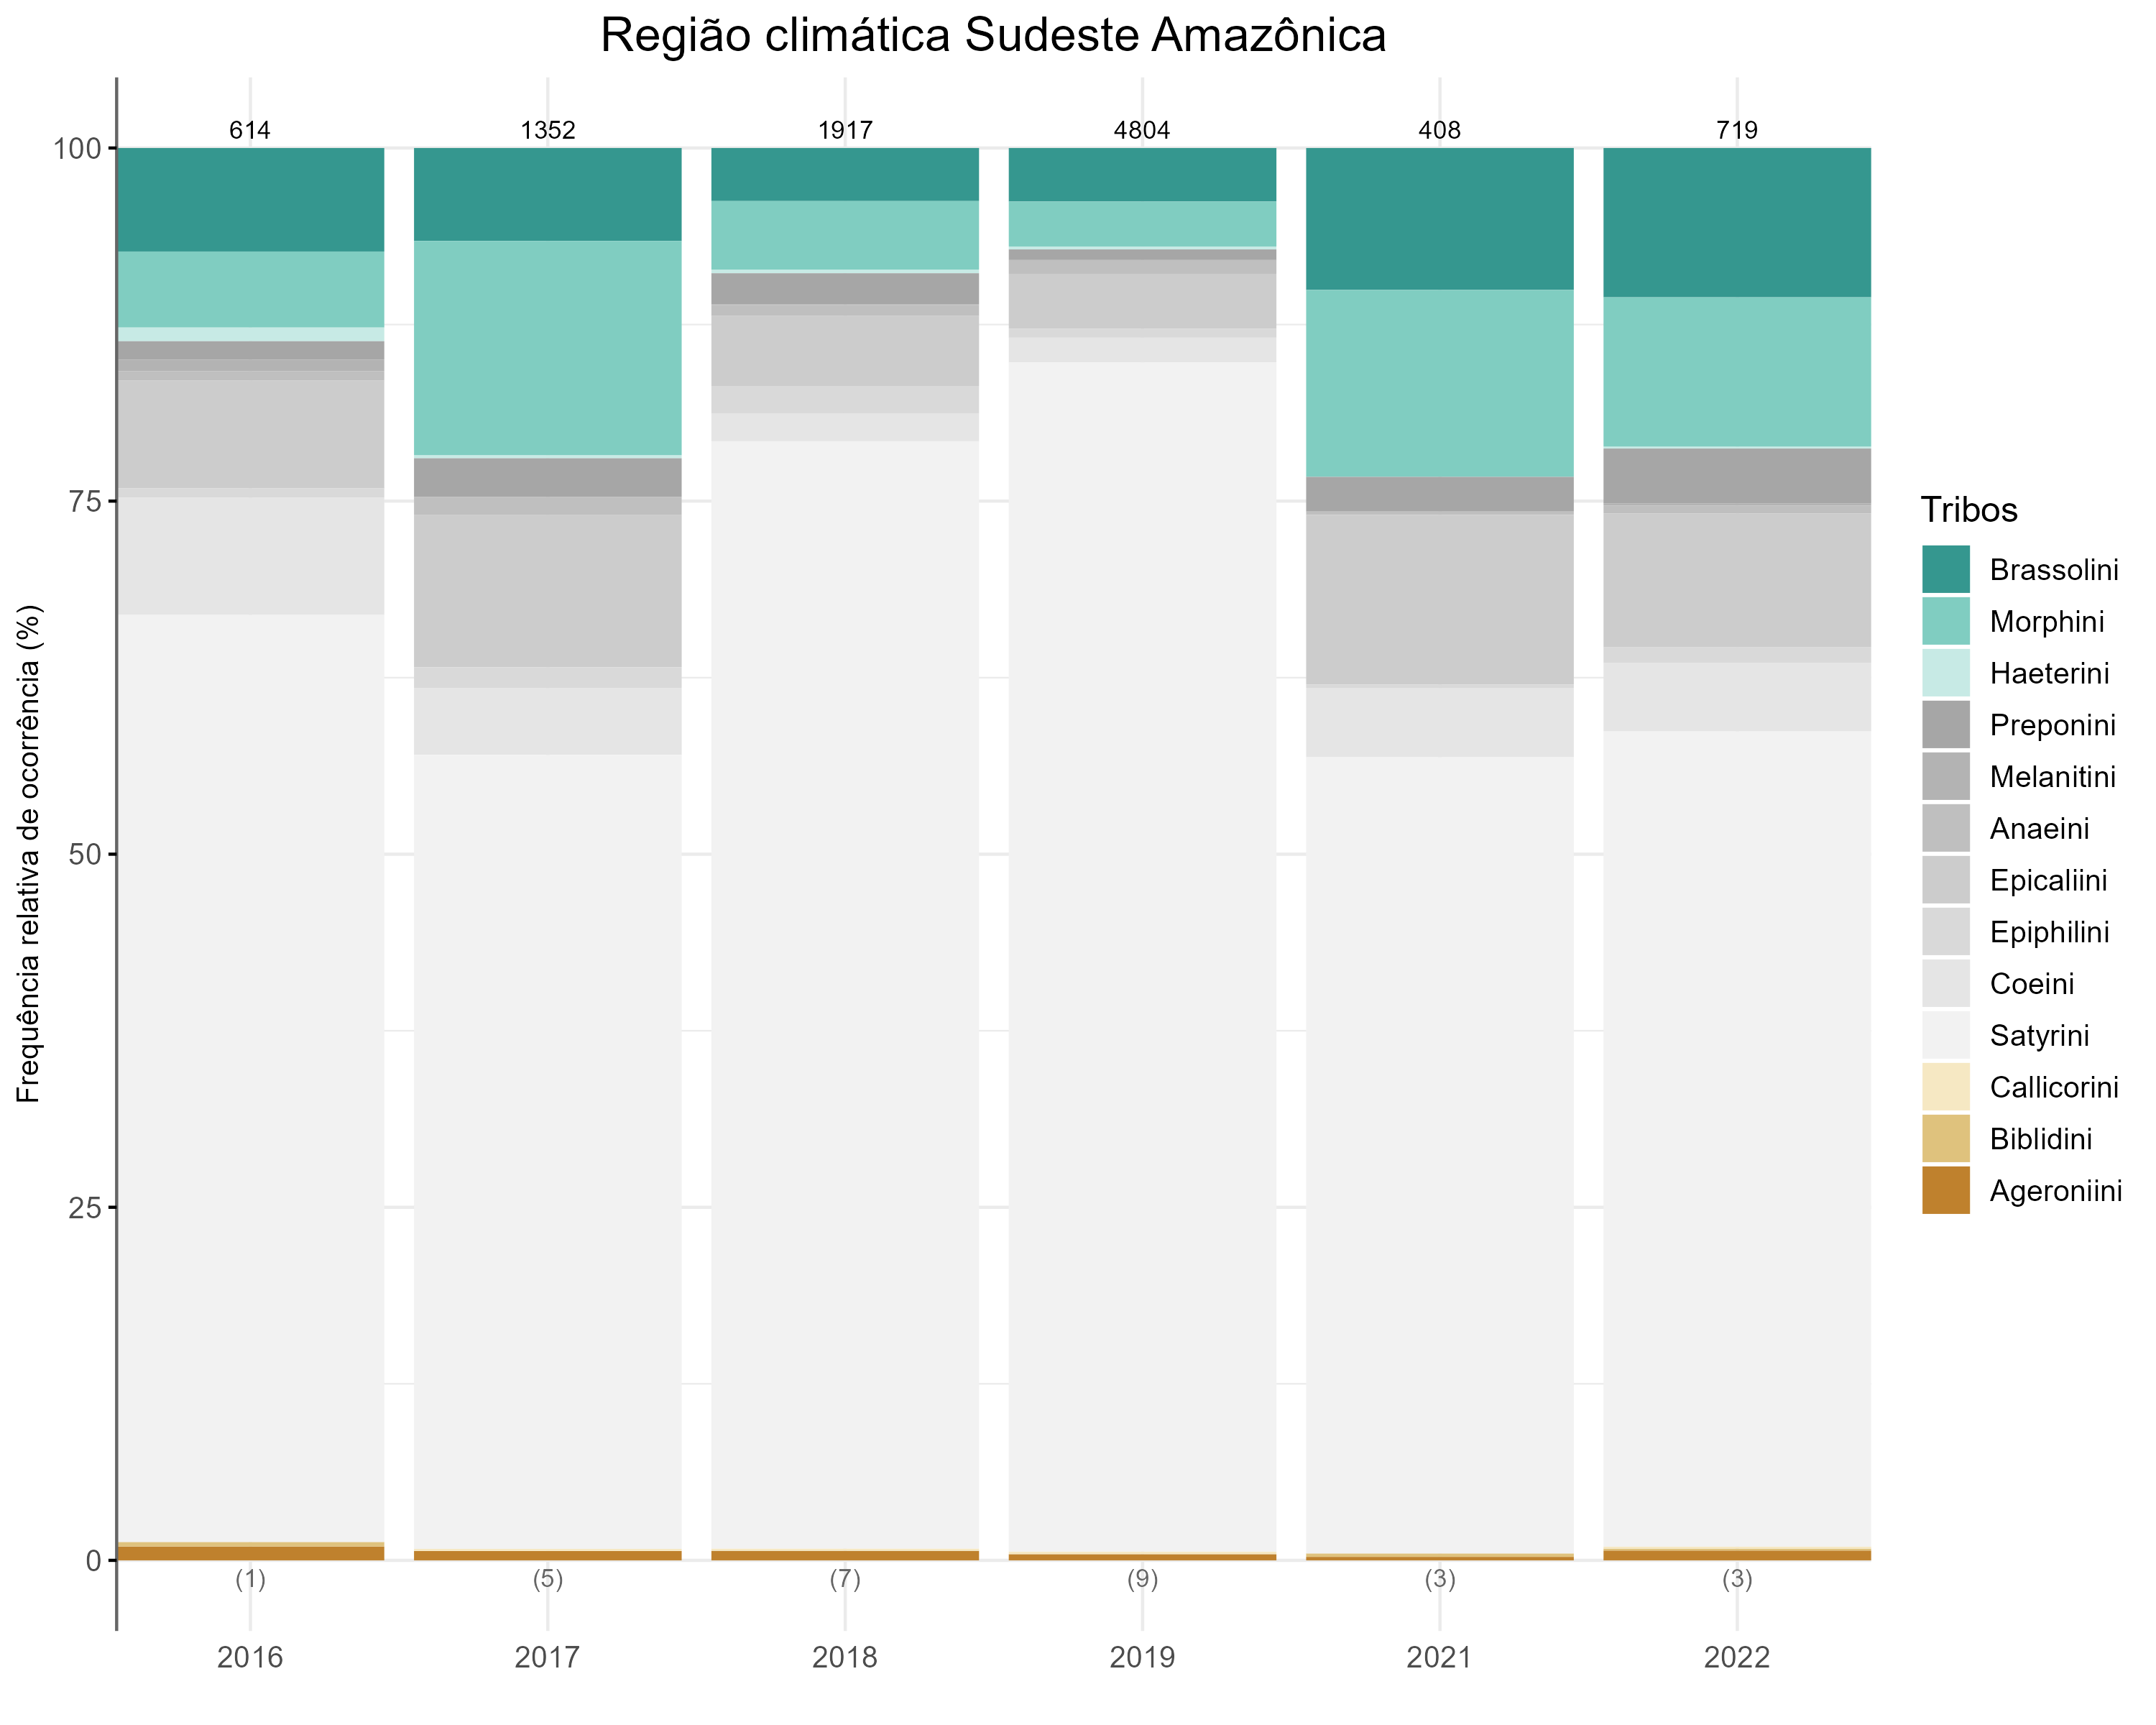 Região climática Sudeste Amazônica
614 1352 1917 4804 408 719
100
75
50
25
0
Frequência relativa de ocorrência (%)
(1) (5) (7) (9) (3) (3)
2016 2017 2018 2019 2021 2022
Tribos
Brassolini
Morphini
Haeterini
Preponini
Melanitini
Anaeini
Epicaliini
Epiphilini
Coeini
Satyrini
Callicorini
Biblidini
Ageroniini